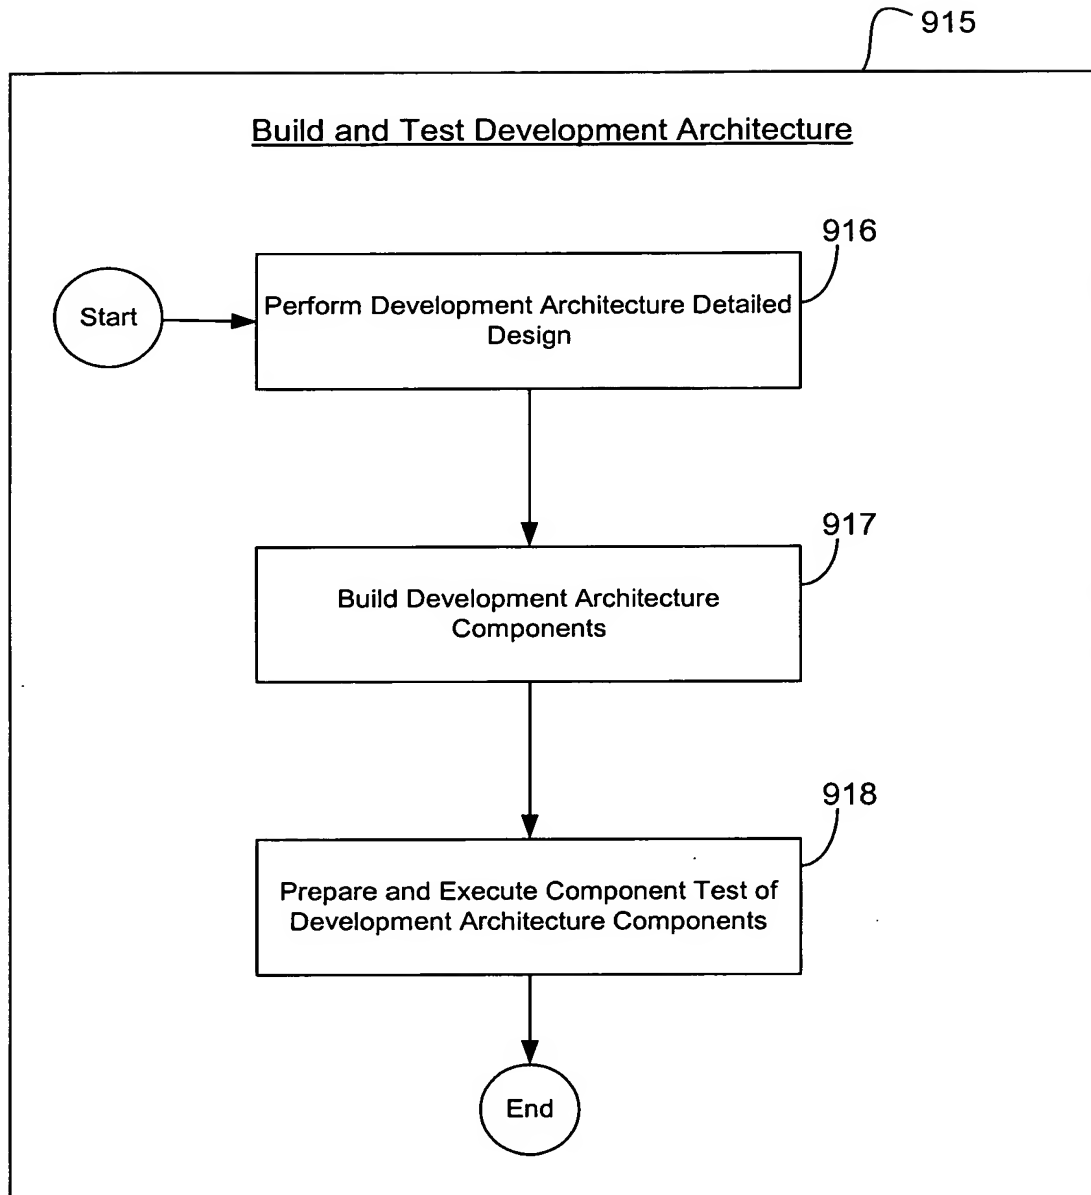 915
Build and Test Development Architecture
916
Start
Perform Development Architecture Detailed
Design
917
Build Development Architecture
Components
918
Prepare and Execute Component Test of
Development Architecture Components
End